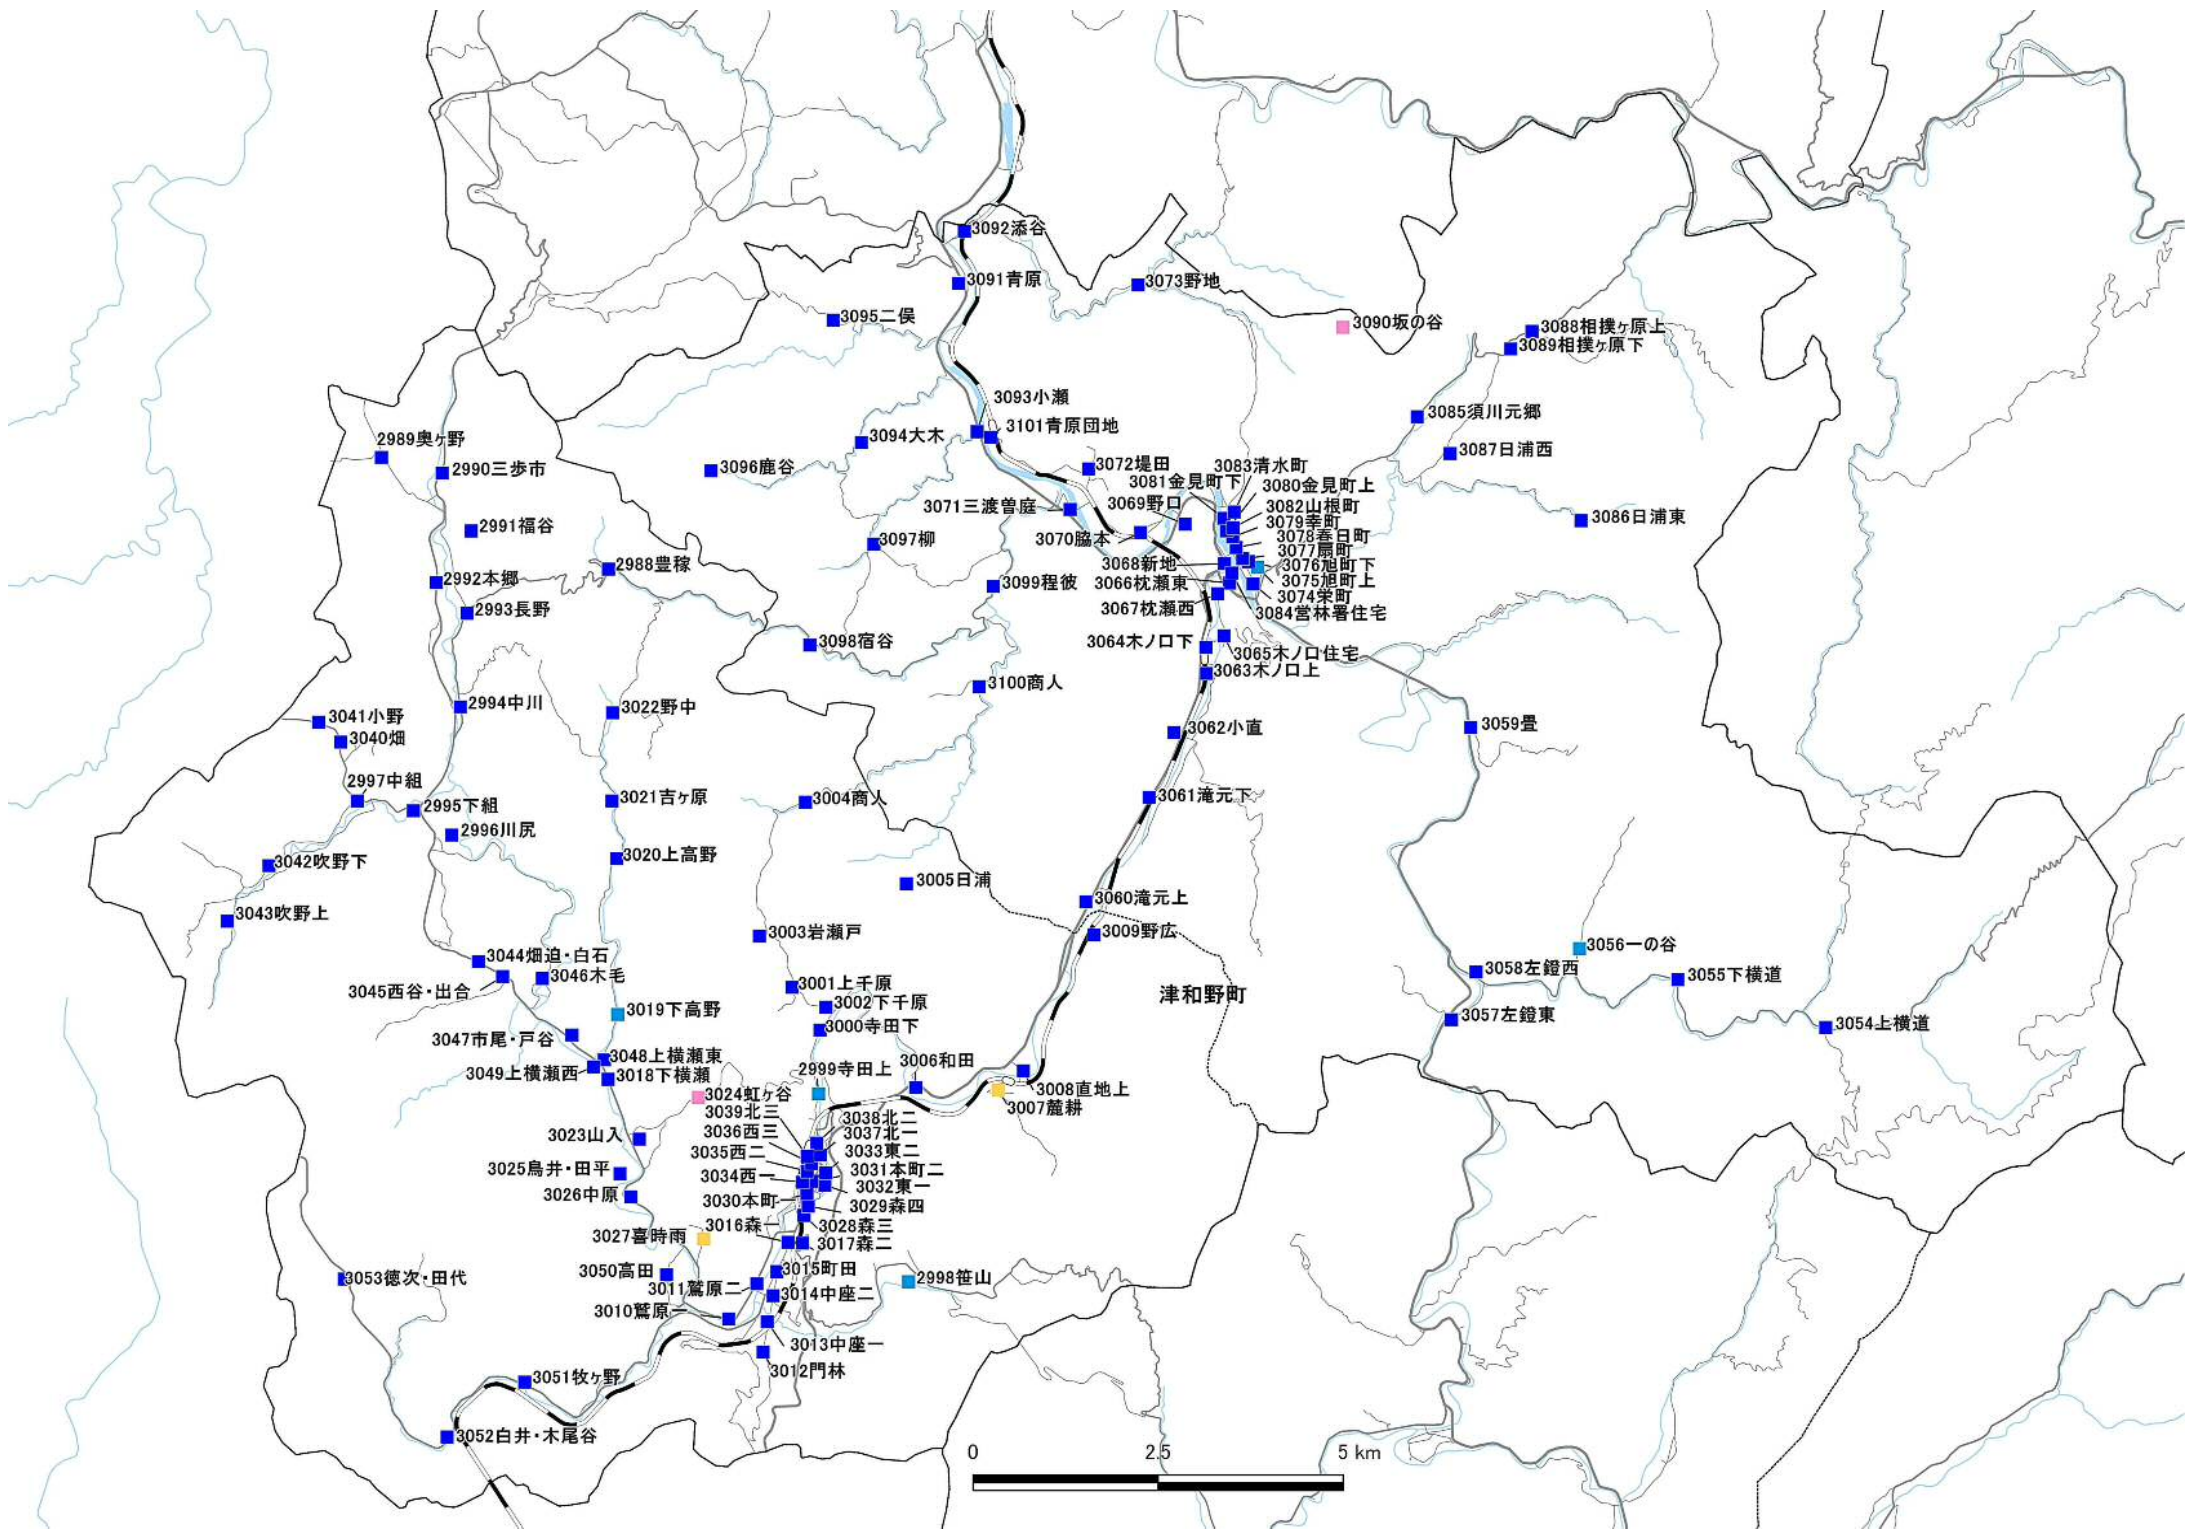 3092添谷
3091青原
3073野地
3095二俣
3090坂の谷
3088相撲ヶ原上
3089相撲ヶ原下
3093小瀬
3085須川元郷
3101青原団地
2989奥ヶ野
3094大木
3087日浦西
2990三歩市
3096鹿谷
3072堤田
3083清水町
3081金見町下
3080金見町上
3071三渡曽庭
3069野口
3082山根町
3086日浦東
2991福谷
3079幸町
3078春日町
3097柳
3070脇本
3077扇町
3068新地
3076旭町下
2992本郷
2988豊稼
3099程彼
3066枕瀬東
3075旭町上
3074栄町
2993長野
3067枕瀬西
3084営林署住宅
3098宿谷
3064木ノ口下
3065木ノ口住宅
3063木ノ口上
3100商人
2994中川
3022野中
3041小野
3040畑
3062小直
3059畳
2997中組
2995下組
3021吉ヶ原
3004商人
3061滝元下
2996川尻
3020上高野
3042吹野下
3005日浦
3060滝元上
3043吹野上
3003岩瀬戸
3009野広
3056一の谷
3044畑迫・白石
3046木毛
3058左鐙西
3055下横道
3045西谷・出合
3001上千原
津和野町
3002下千原
3019下高野
3057左鐙東
3054上横道
3000寺田下
3047市尾・戸谷
3048上横瀬東
3006和田
3049上横瀬西
3018下横瀬
2999寺田上
3008直地上
3024虹ヶ谷
3007麓耕
3039北三
3038北二
3036西三
3037北一
3023山入
3035西二
3033東二
3025鳥井・田平
3034西一
3031本町二
3032東一
3026中原
3030本町一
3029森四
3016森一
3028森三
3027喜時雨
3017森二
3050高田
3015町田
3053徳次・田代
3011鷲原二
2998笹山
3014中座二
3010鷲原一
3013中座一
3012門林
3051牧ヶ野
3052白井・木尾谷
0 2.5 5 km